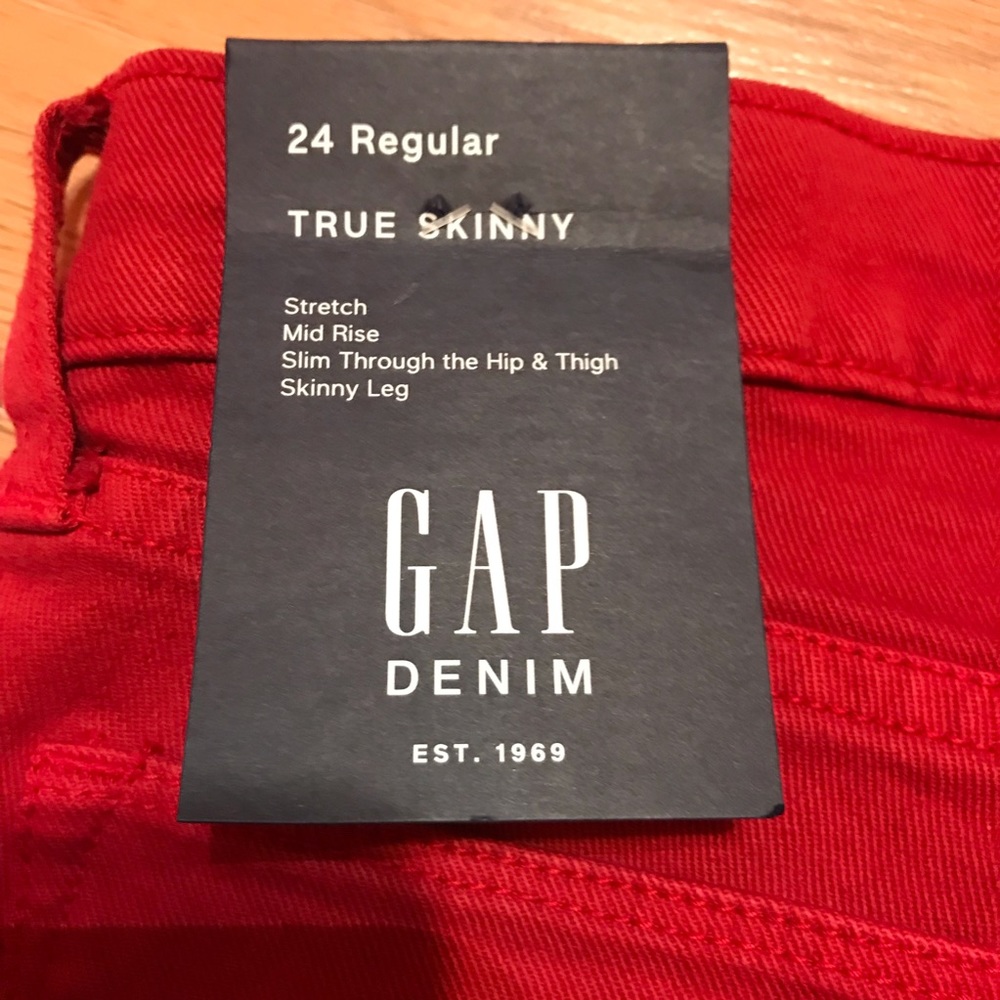 24 Regular
TRUE SKINNY
Stretch
Mid Rise
Slim Through the Hip & Thigh
Skinny Leg
GAP
DENIM
EST. 1969